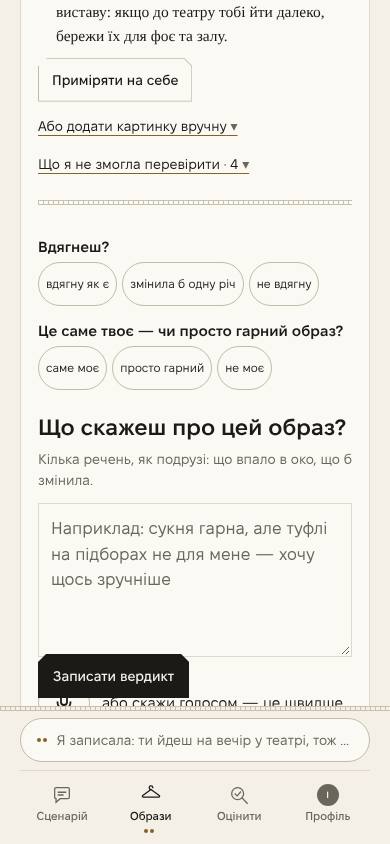 виставу: якщо до театру тобі йти далеко,
бережи їх для фоє та залу.
Приміряти на себе
Або додати картинку вручну ▾
Що я не змогла перевірити · 4 ▾
Вдягнеш?
вдягну як є
змінила б одну річ
не вдягну
Це саме твоє — чи просто гарний образ?
саме моє
просто гарний
не моє
Що скажеш про цей образ?
Кілька речень, як подрузі: що впало в око, що б
змінила.
Наприклад: сукня гарна, але туфлі
на підборах не для мене — хочу
щось зручніше
Записати вердикт
або скажи голосом — це швидше
Я записала: ти йдеш на вечір у театрі, тож ...
Сценарій
Образи
Оцінити
І
Профіль